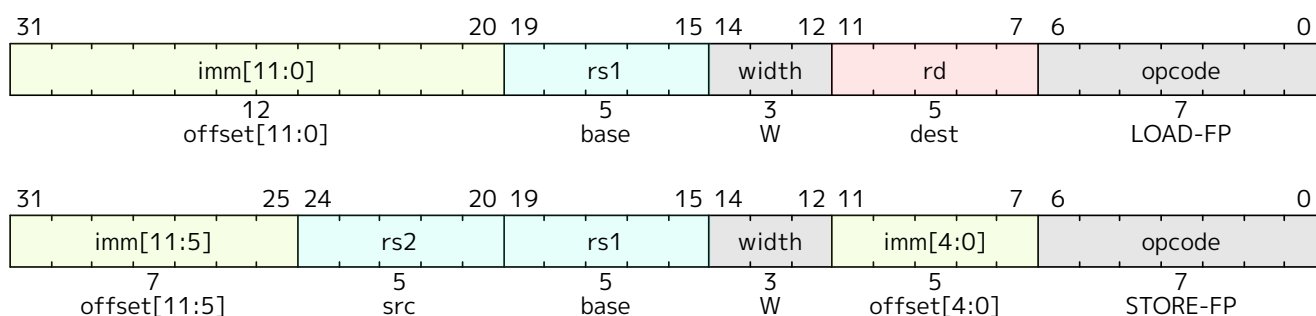 31 20 19 15 14 12 11 7 6 0
imm[11:0] rs1 width rd opcode
12 5 3 5 7
offset[11:0] base W dest LOAD-FP
31 25 24 20 19 15 14 12 11 7 6 0
imm[11:5] rs2 rs1 width imm[4:0] opcode
7 5 5 3 5 7
offset[11:5] src base W offset[4:0] STORE-FP